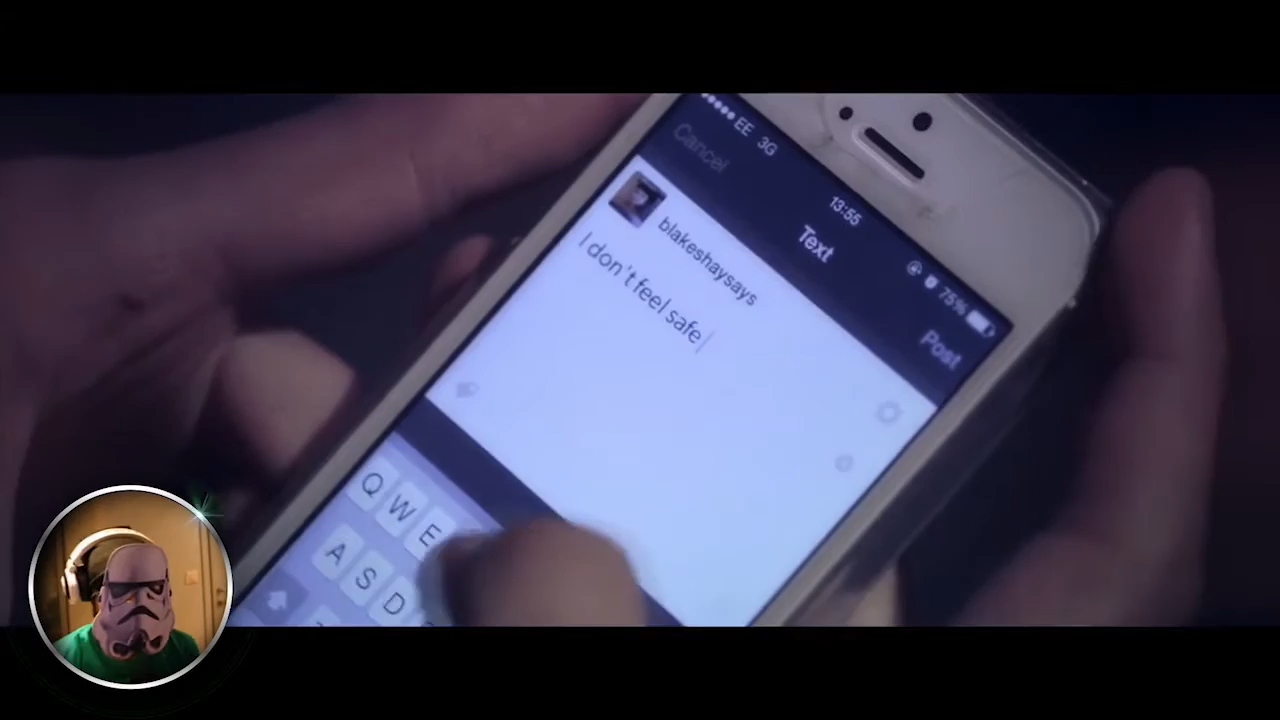 EE 3G
13:55
75%
Cancel
Text
Post
blakeshaysays
I don't feel safe
Q W E
A S D